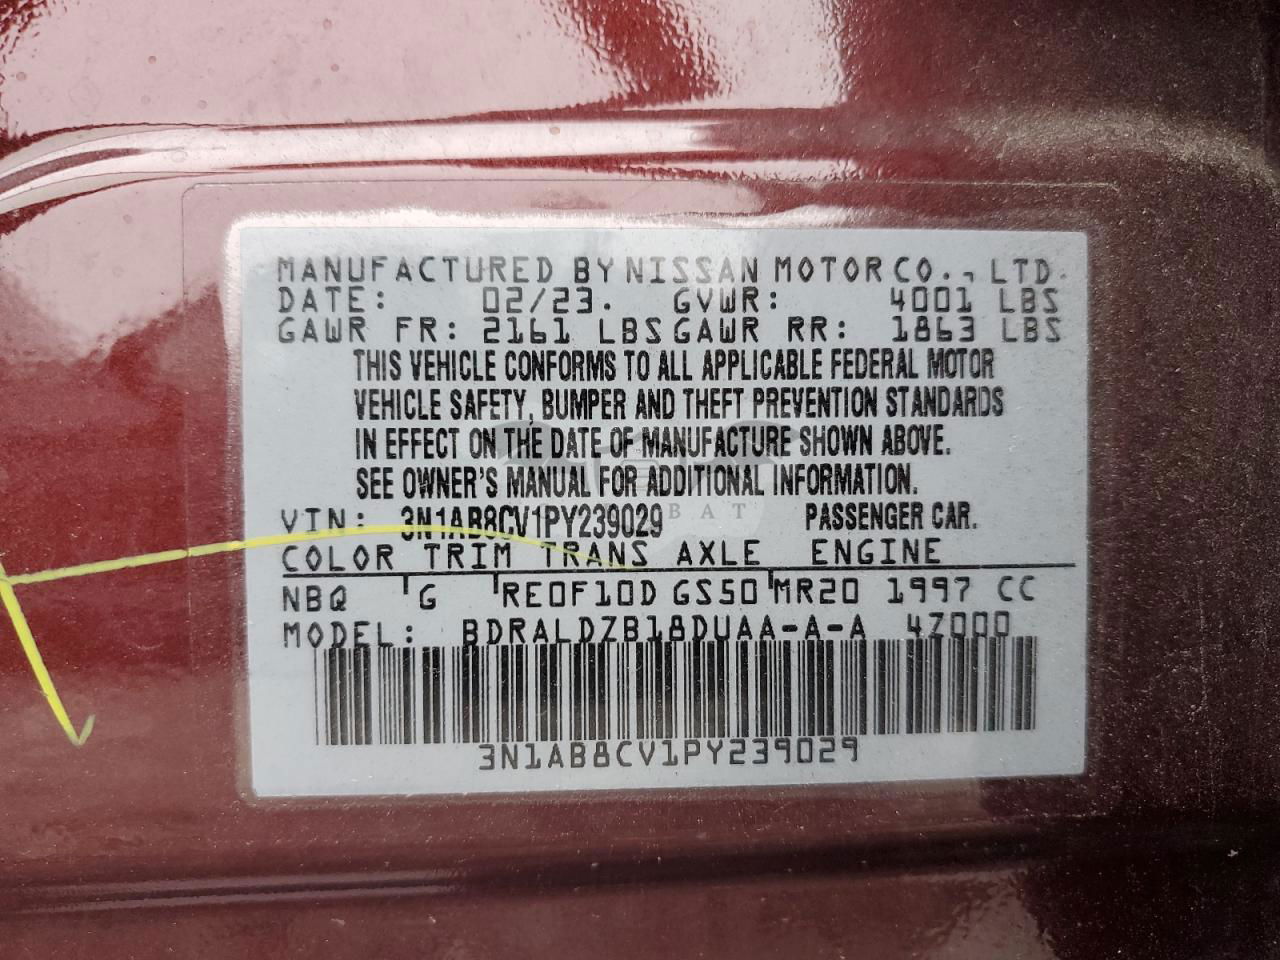 MANUFACTURED BY NISSAN MOTOR CO., LTD.
DATE: 02/23. GVWR: 4001 LBS
GAWR FR: 2161 LBS GAWR RR: 1863 LBS
THIS VEHICLE CONFORMS TO ALL APPLICABLE FEDERAL MOTOR
VEHICLE SAFETY, BUMPER AND THEFT PREVENTION STANDARDS
IN EFFECT ON THE DATE OF MANUFACTURE SHOWN ABOVE.
SEE OWNER'S MANUAL FOR ADDITIONAL INFORMATION.
VIN: 3N1AB8CV1PY239029 PASSENGER CAR.
COLOR TRIM TRANS AXLE ENGINE
NBQ G RE0F10D GS50 MR20 1997 CC
MODEL: BDRALDZB18DUAA-A-A 4Z000
3N1AB8CV1PY239029